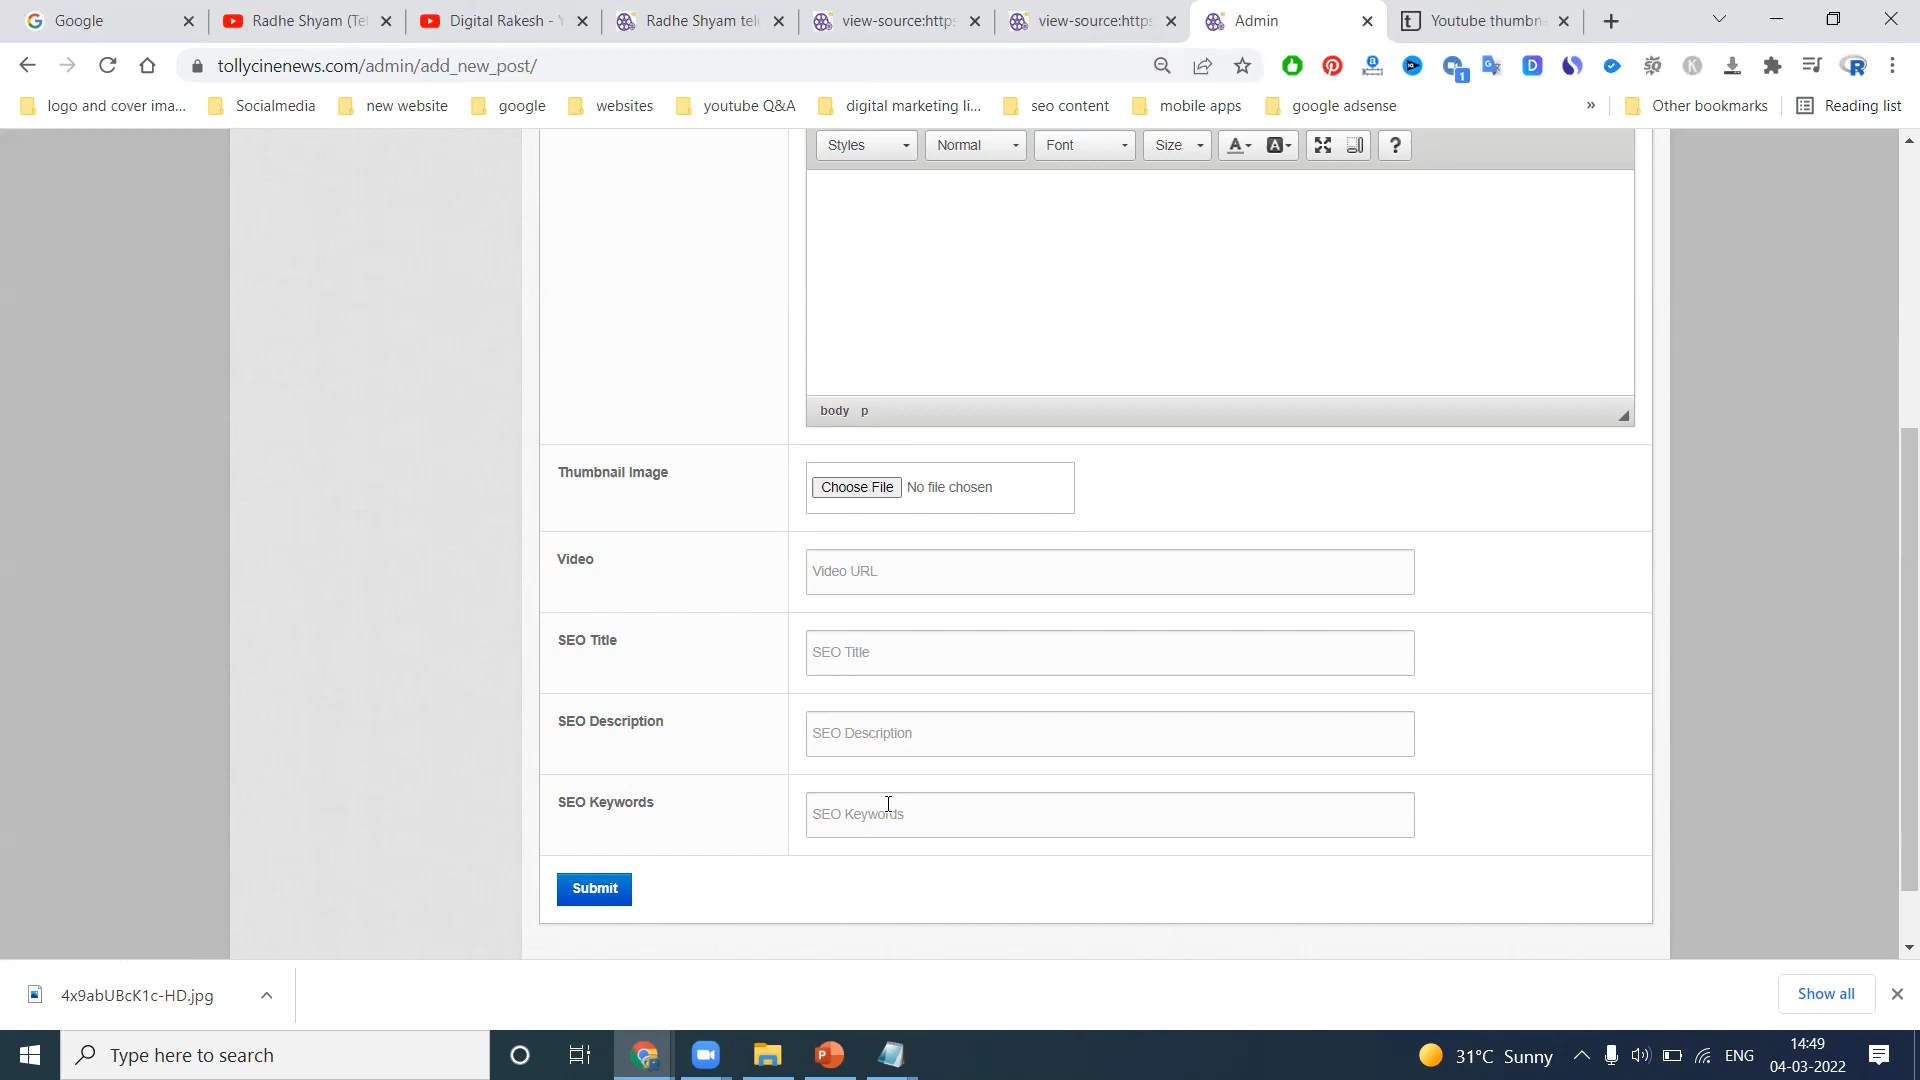 Google
Radhe Shyam (Te
Digital Rakesh - Y
Radhe Shyam tel
view-source:https
view-source:https
Admin
Youtube thumbn
tollycinenews.com/admin/add_new_post/
logo and cover ima...
Socialmedia
new website
google
websites
youtube Q&A
digital marketing li...
seo content
mobile apps
google adsense
»
Other bookmarks
Reading list
Styles
Normal
Font
Size
A
A
?
body p
Thumbnail Image
Choose File No file chosen
Video
Video URL
SEO Title
SEO Title
SEO Description
SEO Description
SEO Keywords
SEO Keywords
Submit
4x9abUBcK1c-HD.jpg
Show all
Type here to search
31°C Sunny
ENG
14:49
04-03-2022